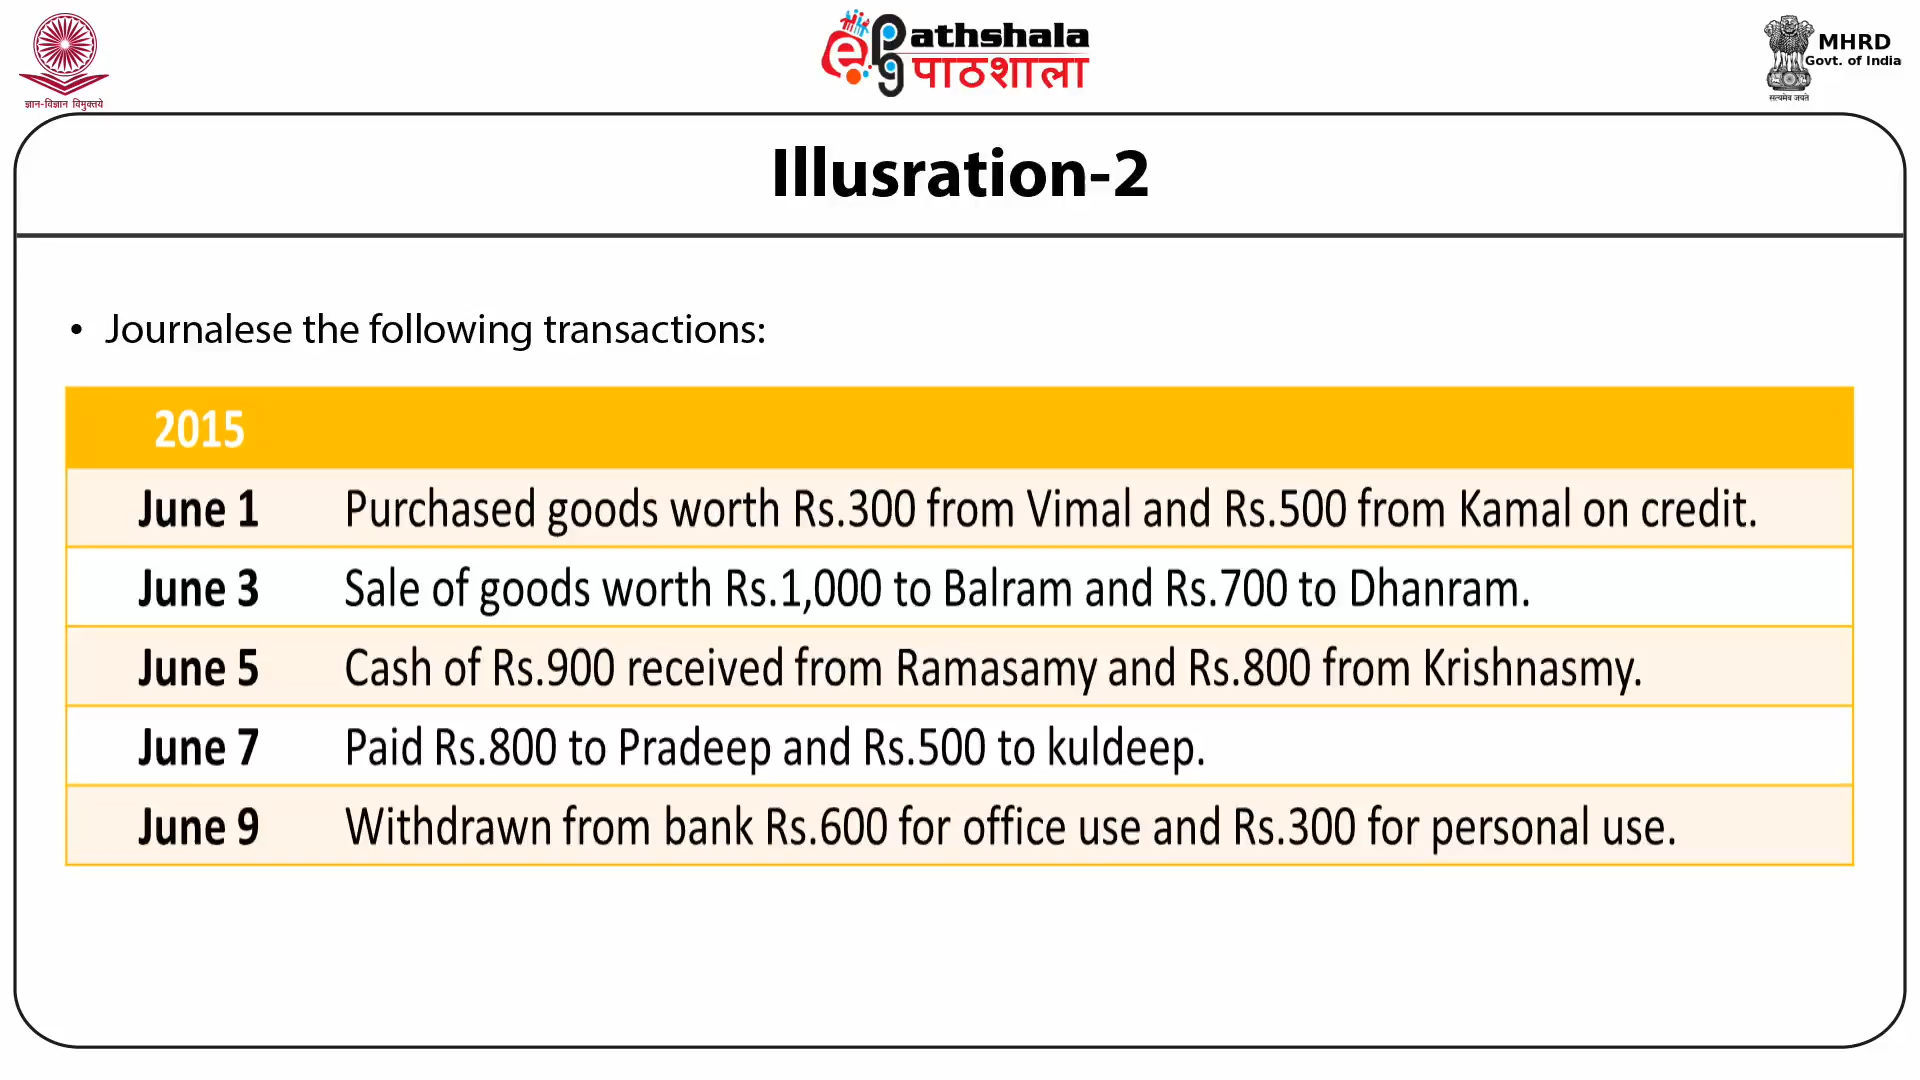 ज्ञान-विज्ञान विमुक्तये
ePathshala
पाठशाला
MHRD
Govt. of India
सत्यमेव जयते
Illusration-2
• Journalese the following transactions:
2015
June 1 Purchased goods worth Rs.300 from Vimal and Rs.500 from Kamal on credit.
June 3 Sale of goods worth Rs.1,000 to Balram and Rs.700 to Dhanram.
June 5 Cash of Rs.900 received from Ramasamy and Rs.800 from Krishnasmy.
June 7 Paid Rs.800 to Pradeep and Rs.500 to kuldeep.
June 9 Withdrawn from bank Rs.600 for office use and Rs.300 for personal use.